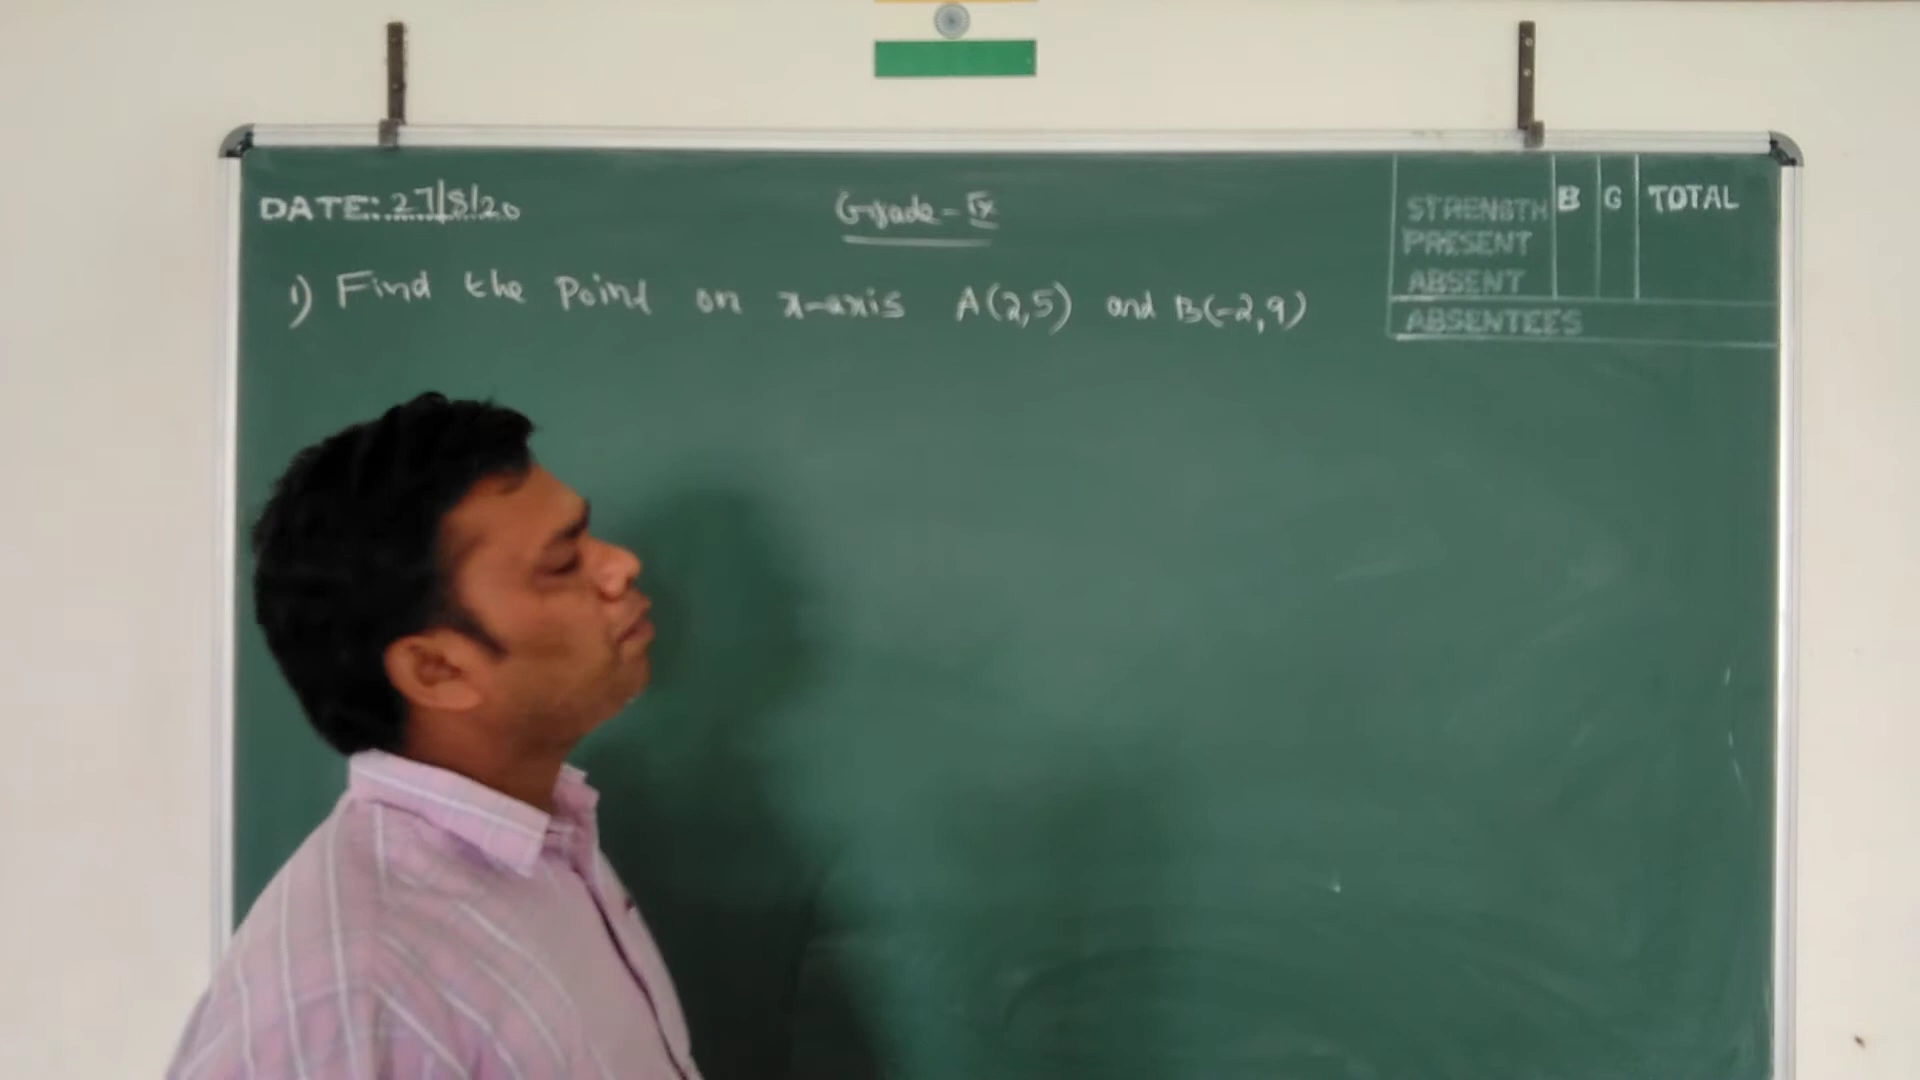 DATE: 27/8/20
Grade - IX
STRENGTH B G TOTAL
PRESENT
ABSENT
ABSENTEES
1) Find the Point on x-axis A(2,5) and B(-2,9)